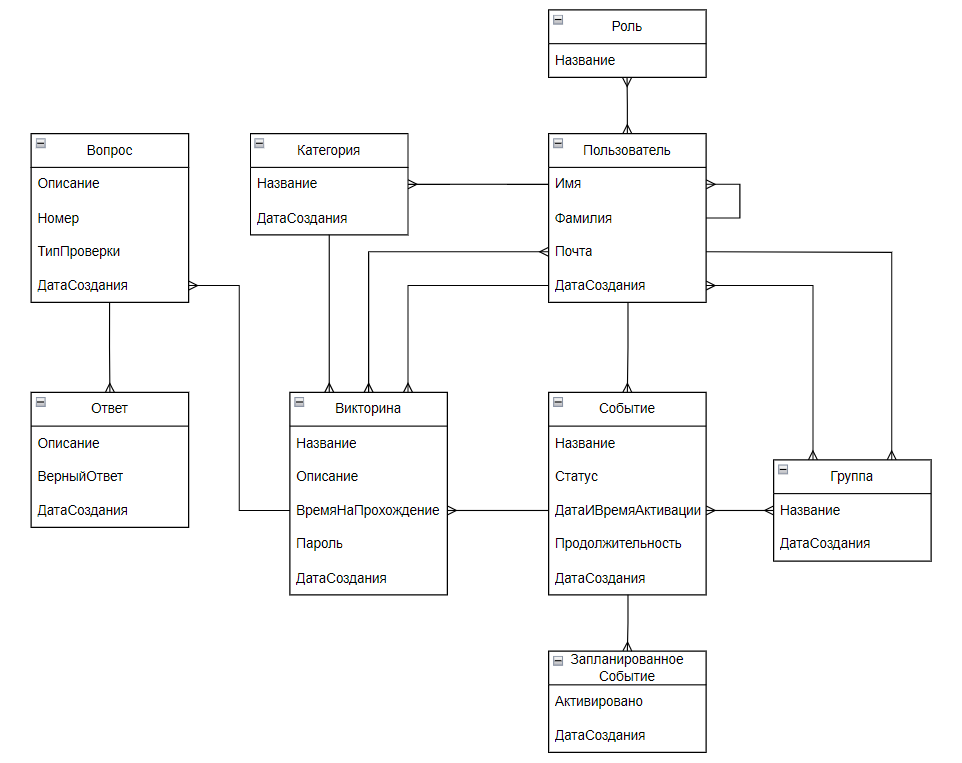 Роль
Название
Вопрос
Описание
Номер
ТипПроверки
ДатаСоздания
Категория
Название
ДатаСоздания
Пользователь
Имя
Фамилия
Почта
ДатаСоздания
Ответ
Описание
ВерныйОтвет
ДатаСоздания
Викторина
Название
Описание
ВремяНаПрохождение
Пароль
ДатаСоздания
Событие
Название
Статус
ДатаИВремяАктивации
Продолжительность
ДатаСоздания
Группа
Название
ДатаСоздания
Запланированное
Событие
Активировано
ДатаСоздания